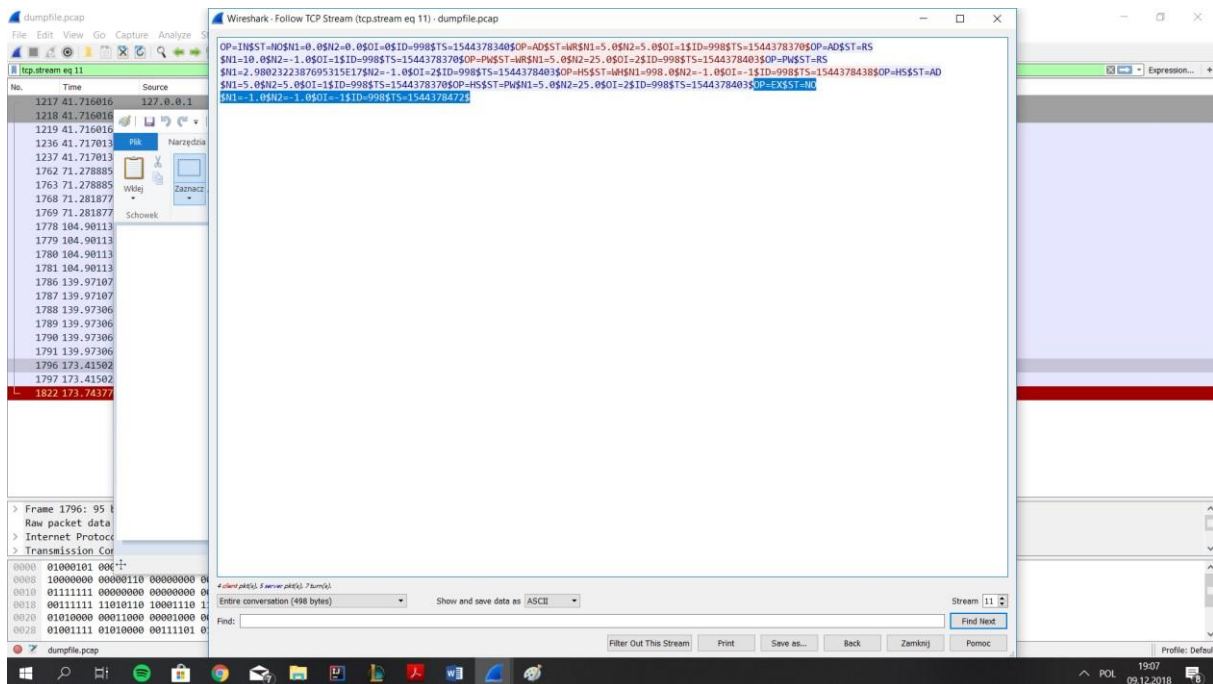 dumpfile.pcap
File Edit View Go Capture Analyze
tcp.stream eq 11
Expression... +
No. Time Source
1217 41.716016 127.0.0.1
1218 41.716016
1219 41.716016
1236 41.717013
1237 41.717013
1762 71.278885
1763 71.278885
1768 71.281877
1769 71.281877
1778 104.90113
1779 104.90113
1780 104.90113
1781 104.90113
1786 139.97107
1787 139.97107
1788 139.97306
1789 139.97306
1790 139.97306
1791 139.97306
1796 173.41502
1797 173.41502
1822 173.74377
Plik Narzędzia
Wklej Zaznacz
Schowek
Wireshark · Follow TCP Stream (tcp.stream eq 11) · dumpfile.pcap
OP=IN$ST=NO$N1=0.0$N2=0.0$OI=0$ID=998$TS=1544378340$OP=AD$ST=WR$N1=5.0$N2=5.0$OI=1$ID=998$TS=1544378370$OP=AD$ST=RS
$N1=10.0$N2=-1.0$OI=1$ID=998$TS=1544378370$OP=PW$ST=WR$N1=5.0$N2=25.0$OI=2$ID=998$TS=1544378403$OP=PW$ST=RS
$N1=2.9802322387695315E17$N2=-1.0$OI=2$ID=998$TS=1544378403$OP=HS$ST=WH$N1=998.0$N2=-1.0$OI=-1$ID=998$TS=1544378438$OP=HS$ST=AD
$N1=5.0$N2=5.0$OI=1$ID=998$TS=1544378370$OP=HS$ST=PW$N1=5.0$N2=25.0$OI=2$ID=998$TS=1544378403$OP=EX$ST=NO
$N1=-1.0$N2=-1.0$OI=-1$ID=998$TS=1544378472$
4 client pkt(s), 5 server pkt(s), 7 turn(s).
Entire conversation (498 bytes) Show and save data as ASCII Stream 11
Find: Find Next
Filter Out This Stream Print Save as... Back Zamknij Pomoc
> Frame 1796: 95
Raw packet data
> Internet Protoco
> Transmission Con
0000 01000101
0008 10000000 00000110 00000000
0010 01111111 00000000 00000000
0018 00111111 11010110 10001110
0020 01010000 00011000 00001000
0028 01001111 01010000 00111101
dumpfile.pcap
Profile: Defaul
POL 19:07
09.12.2018